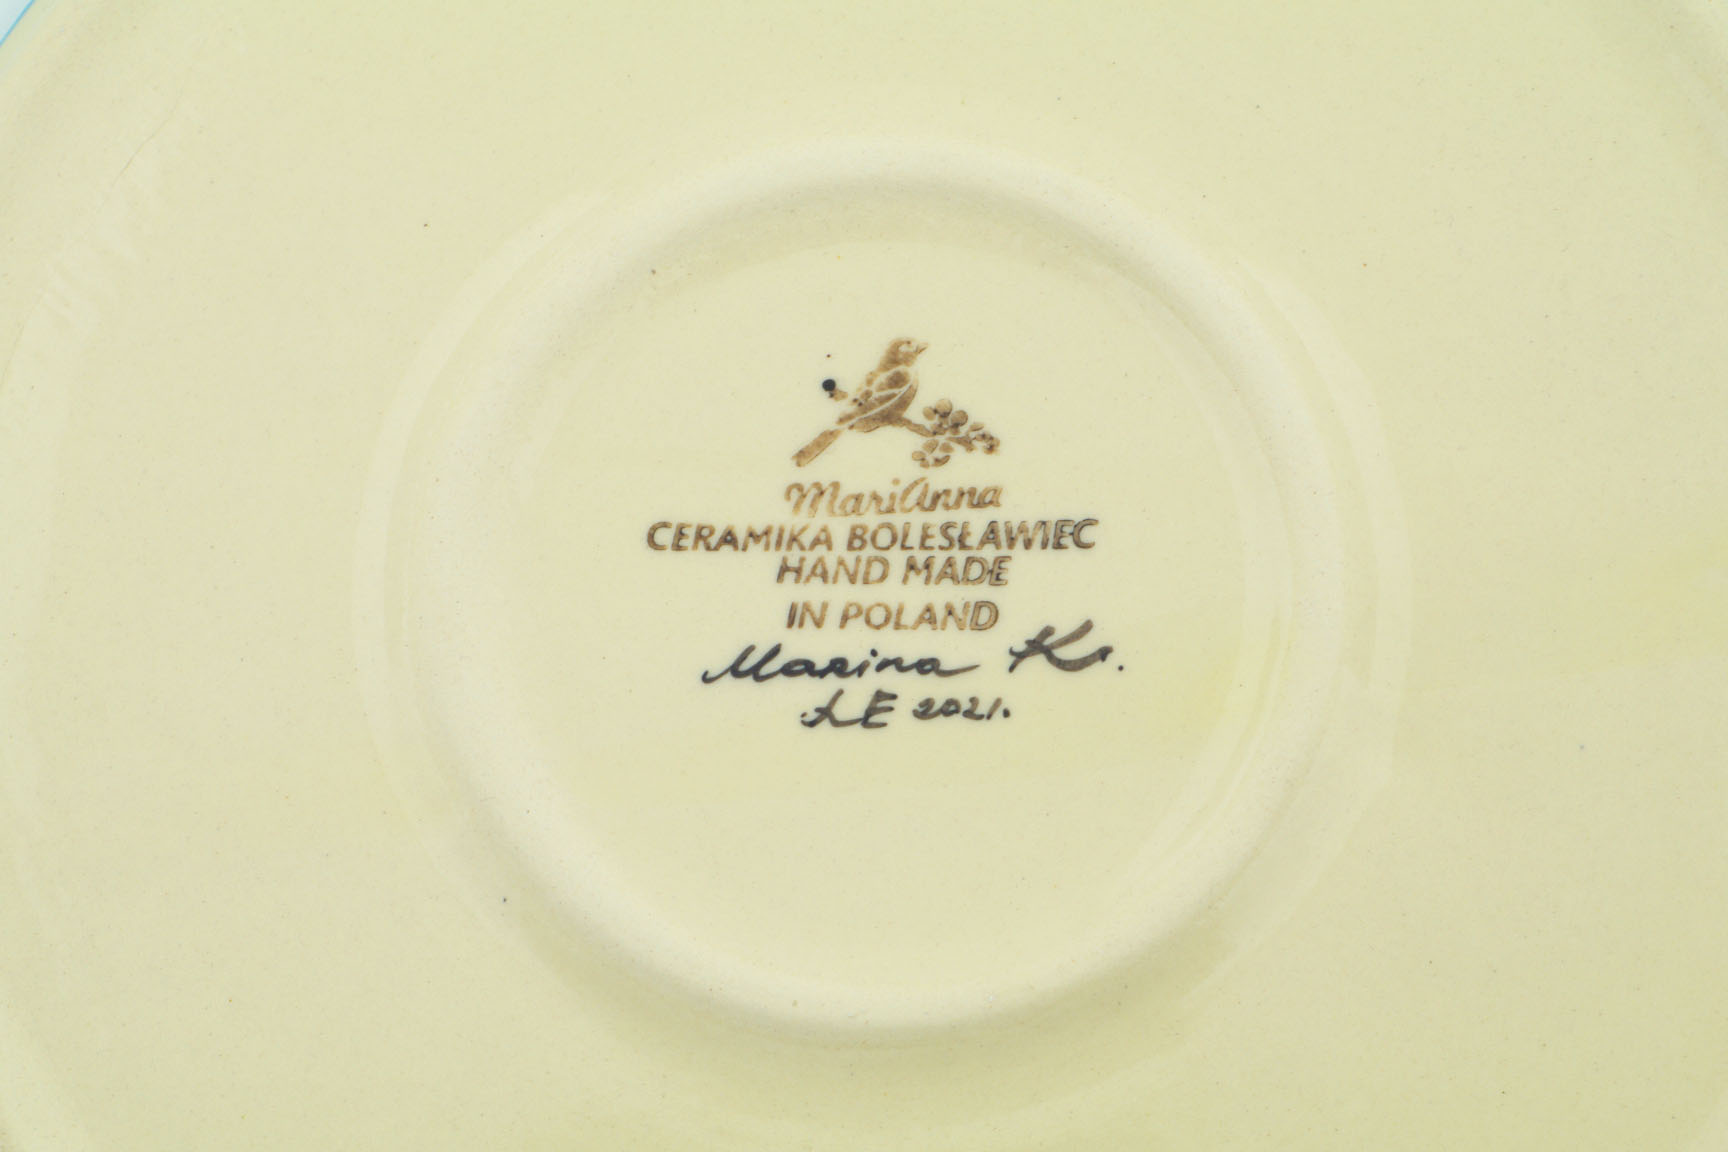 MariAnna
CERAMIKA BOLESŁAWIEC
HAND MADE
IN POLAND
Marina Kr.
LE 2021.